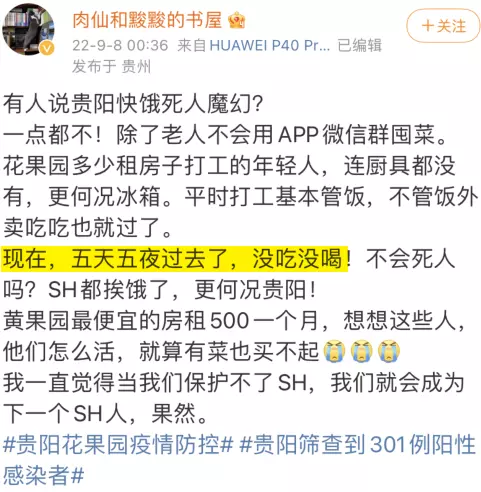 肉仙和黢黢的书屋
22-9-8 00:36 来自HUAWEI P40 Pr... 已编辑
发布于 贵州
+关注
有人说贵阳快饿死人魔幻?
一点都不!除了老人不会用APP微信群囤菜。
花果园多少租房子打工的年轻人,连厨具都没
有,更何况冰箱。平时打工基本管饭,不管饭外
卖吃吃也就过了。
现在,五天五夜过去了,没吃没喝!不会死人
吗?SH都挨饿了,更何况贵阳!
黄果园最便宜的房租500一个月,想想这些人,
他们怎么活,就算有菜也买不起😭😭😭
我一直觉得当我们保护不了SH,我们就会成为
下一个SH人,果然。
#贵阳花果园疫情防控# #贵阳筛查到301例阳性
感染者#